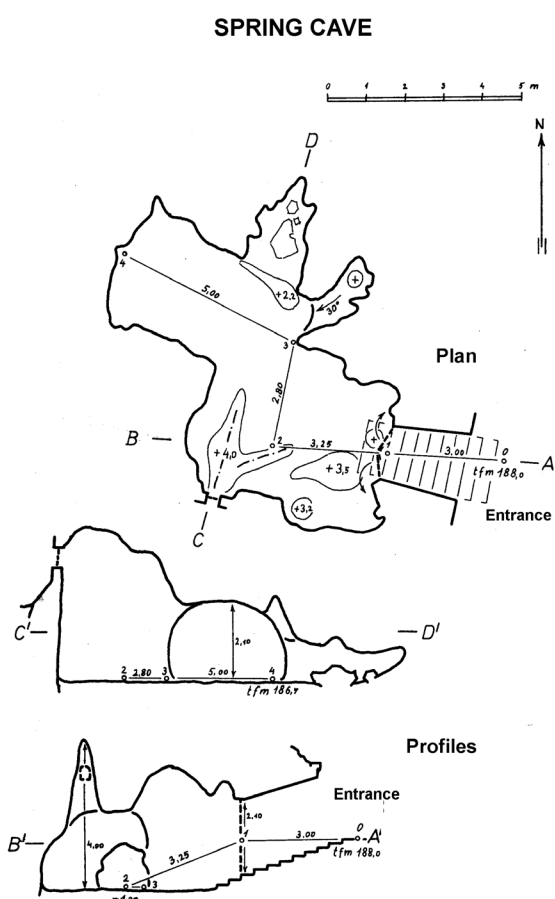 SPRING CAVE
0 1 2 3 4 5 m
N
D
4
5,00
+2,2
+
30°
3
Plan
2,80
B
+4,0
2
3,25
+
1
3,00
0
A
+3,5
tfm 188,0
+3,2
Entrance
C
C' D'
2,10
2 2,80 3 5,00 4
tfm 186,7
Profiles
Entrance
2,10
B' 4,00 3,25 1 3,00 0 A'
tfm 188,0
2 3